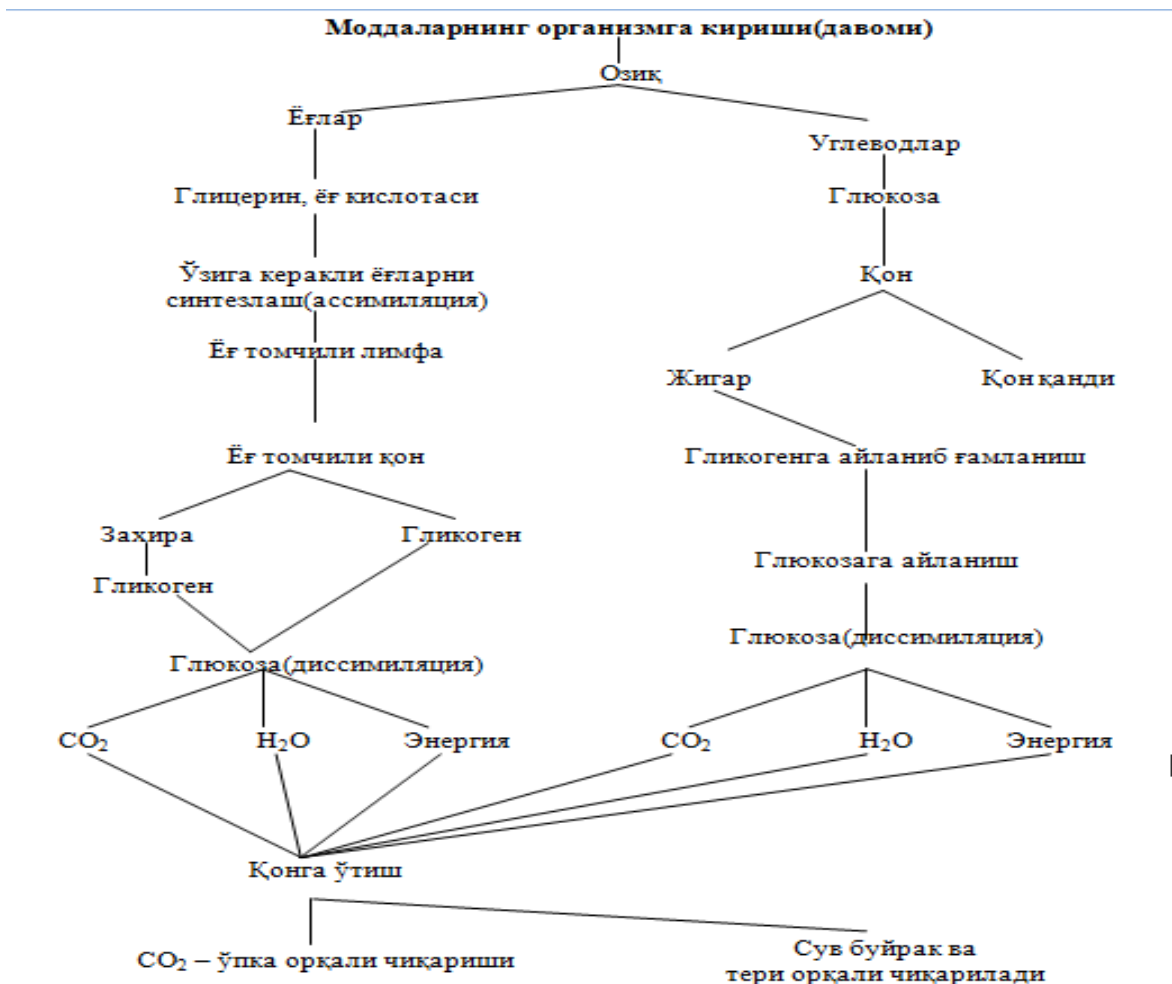 Моддаларнинг организмга кириши(давоми)
Озиқ
Ёғлар
Углеводлар
Глицерин, ёғ кислотаси
Глюкоза
Ўзига керакли ёғларни
синтезлаш(ассимиляция)
Қон
Ёғ томчили лимфа
Жигар
Қон қанди
Ёғ томчили қон
Гликогенга айланиб ғамланиш
Захира
Гликоген
Гликоген
Глюкозага айланиш
Глюкоза(диссимиляция)
Глюкоза(диссимиляция)
CO₂
H₂O
Энергия
CO₂
H₂O
Энергия
Қонга ўтиш
CO₂ – ўпка орқали чиқариши
Сув буйрак ва
тери орқали чиқарилади